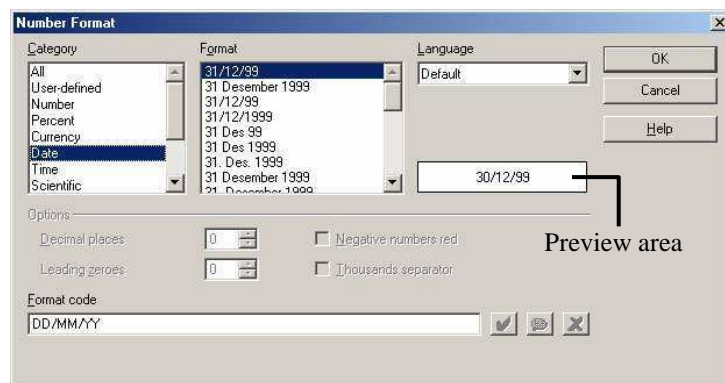 Number Format
Category
All
User-defined
Number
Percent
Currency
Date
Time
Scientific
Format
31/12/99
31 Desember 1999
31/12/99
31/12/1999
31 Des 99
31 Des 1999
31. Des. 1999
31 Desember 1999
31. Desember 1999
Language
Default
OK
Cancel
Help
30/12/99
Preview area
Options
Decimal places
0
Negative numbers red
Leading zeroes
0
Thousands separator
Format code
DD/MM/YY